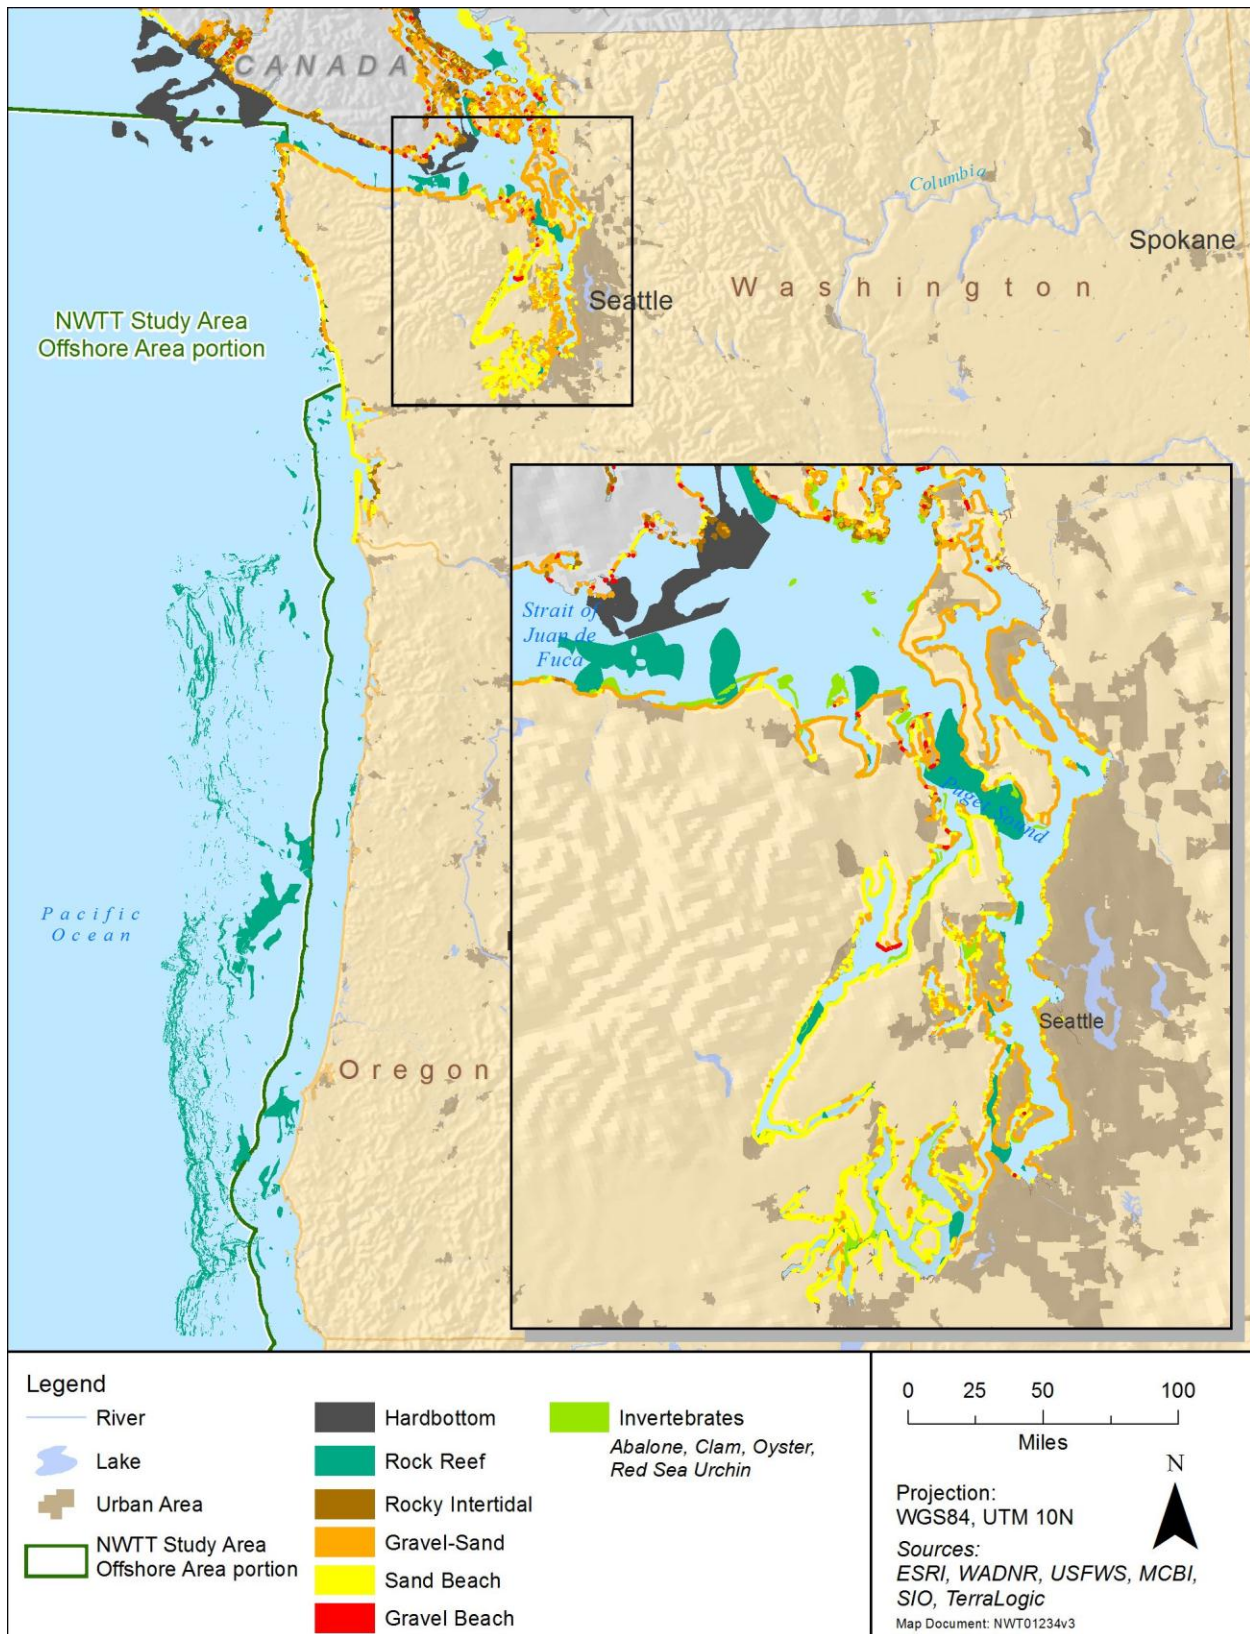 CANADA
Columbia
Spokane
Washington
Seattle
NWTT Study Area
Offshore Area portion
Strait of
Juan de
Fuca
Puget Sound
Pacific
Ocean
Seattle
Oregon
Legend
River
Lake
Urban Area
NWTT Study Area
Offshore Area portion
Hardbottom
Rock Reef
Rocky Intertidal
Gravel-Sand
Sand Beach
Gravel Beach
Invertebrates
Abalone, Clam, Oyster,
Red Sea Urchin
0 25 50 100
Miles
N
Projection:
WGS84, UTM 10N
Sources:
ESRI, WADNR, USFWS, MCBI,
SIO, TerraLogic
Map Document: NWT01234v3